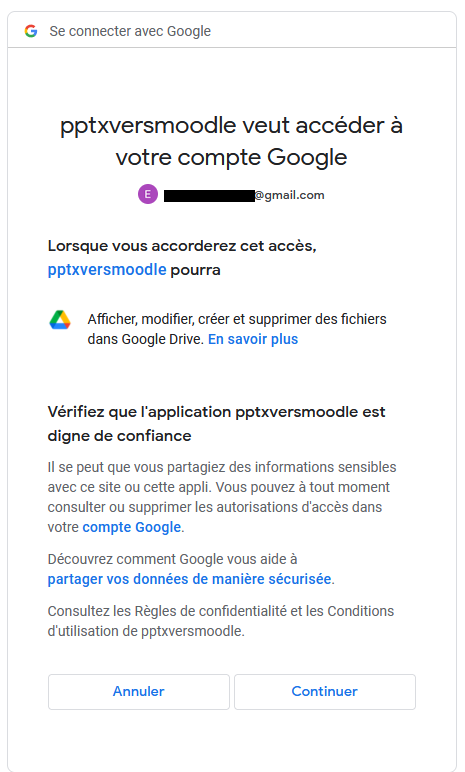 Se connecter avec Google
pptxversmoodle veut accéder à
votre compte Google
E
@gmail.com
Lorsque vous accorderez cet accès,
pptxversmoodle pourra
Afficher, modifier, créer et supprimer des fichiers
dans Google Drive. En savoir plus
Vérifiez que l'application pptxversmoodle est
digne de confiance
Il se peut que vous partagiez des informations sensibles
avec ce site ou cette appli. Vous pouvez à tout moment
consulter ou supprimer les autorisations d'accès dans
votre compte Google.
Découvrez comment Google vous aide à
partager vos données de manière sécurisée.
Consultez les Règles de confidentialité et les Conditions
d'utilisation de pptxversmoodle.
Annuler Continuer